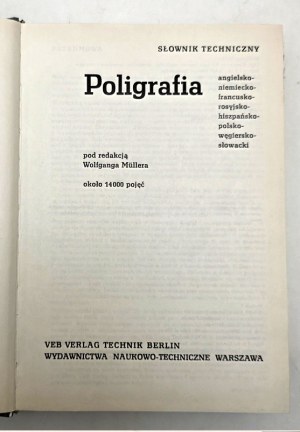 SŁOWNIK TECHNICZNY
Poligrafia
angielsko-
niemiecko-
francusko-
rosyjsko-
hiszpańsko-
polsko-
węgiersko-
słowacki
pod redakcją
Wolfganga Müllera
około 14000 pojęć
VEB VERLAG TECHNIK BERLIN
WYDAWNICTWA NAUKOWO-TECHNICZNE WARSZAWA